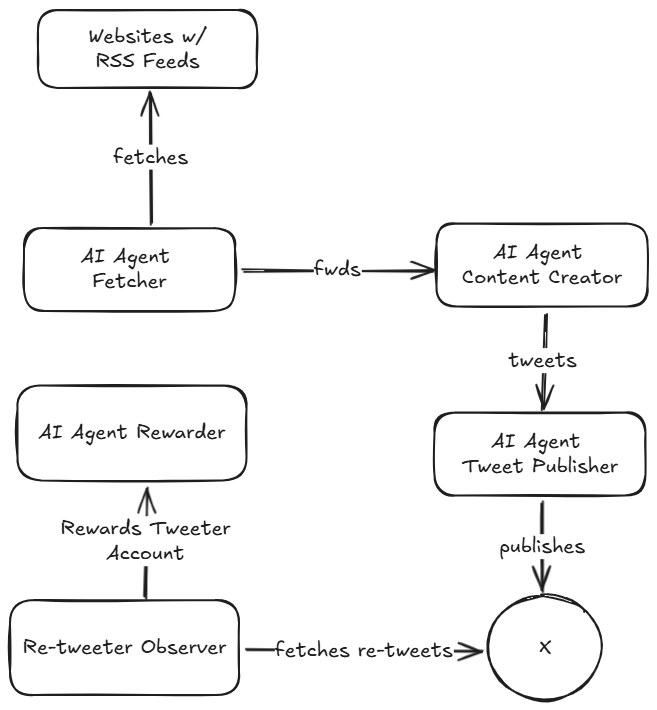 Websites w/
RSS Feeds
fetches
AI Agent
Fetcher
fwds
AI Agent
Content Creator
tweets
AI Agent Rewarder
AI Agent
Tweet Publisher
Rewards Tweeter
Account
publishes
Re-tweeter Observer
fetches re-tweets
X